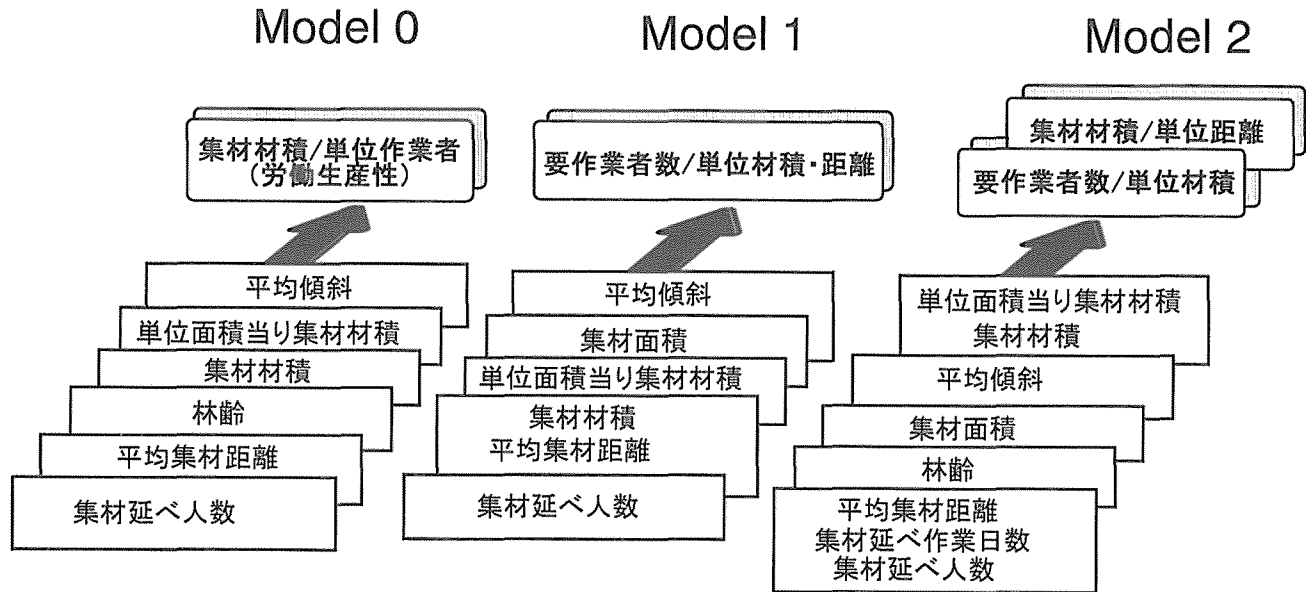 Model 0
集材材積/単位作業者
(労働生産性)
平均傾斜
単位面積当り集材材積
集材材積
林齢
平均集材距離
集材延べ人数
Model 1
要作業者数/単位材積・距離
平均傾斜
集材面積
単位面積当り集材材積
集材材積
平均集材距離
集材延べ人数
Model 2
集材材積/単位距離
要作業者数/単位材積
単位面積当り集材材積
集材材積
平均傾斜
集材面積
林齢
平均集材距離
集材延べ作業日数
集材延べ人数